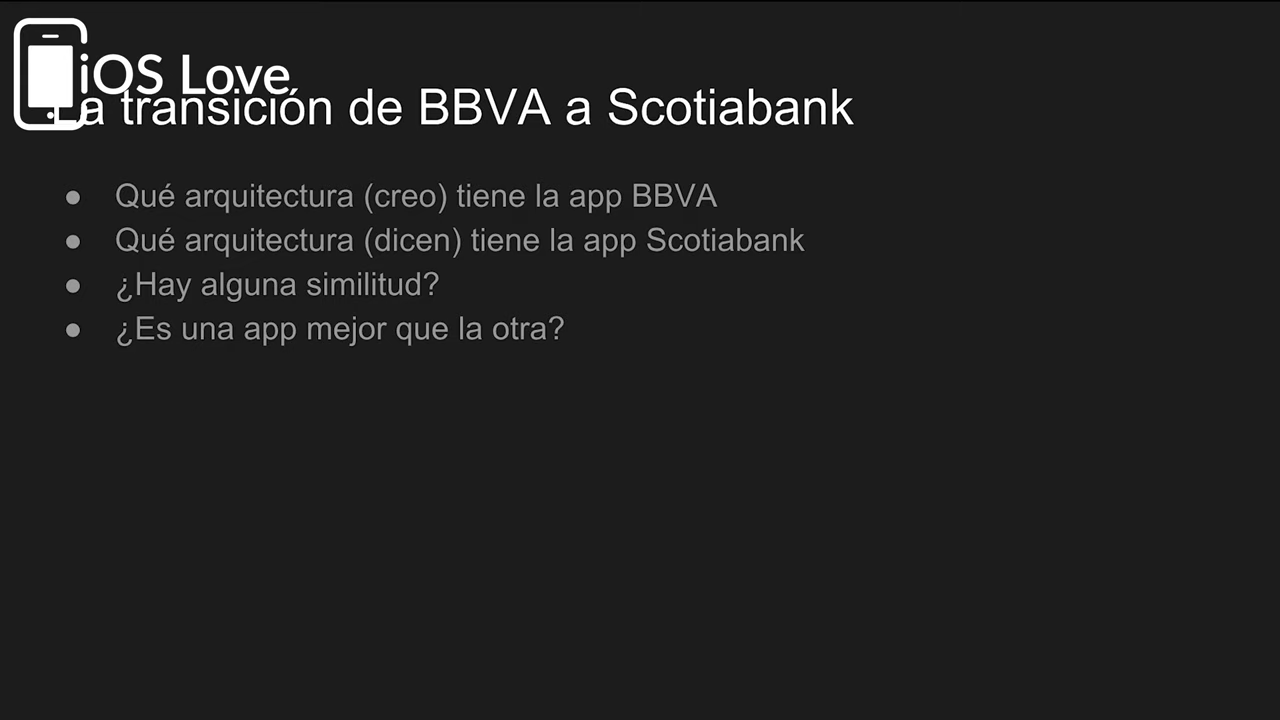 iOS Love
La transición de BBVA a Scotiabank
● Qué arquitectura (creo) tiene la app BBVA
● Qué arquitectura (dicen) tiene la app Scotiabank
● ¿Hay alguna similitud?
● ¿Es una app mejor que la otra?